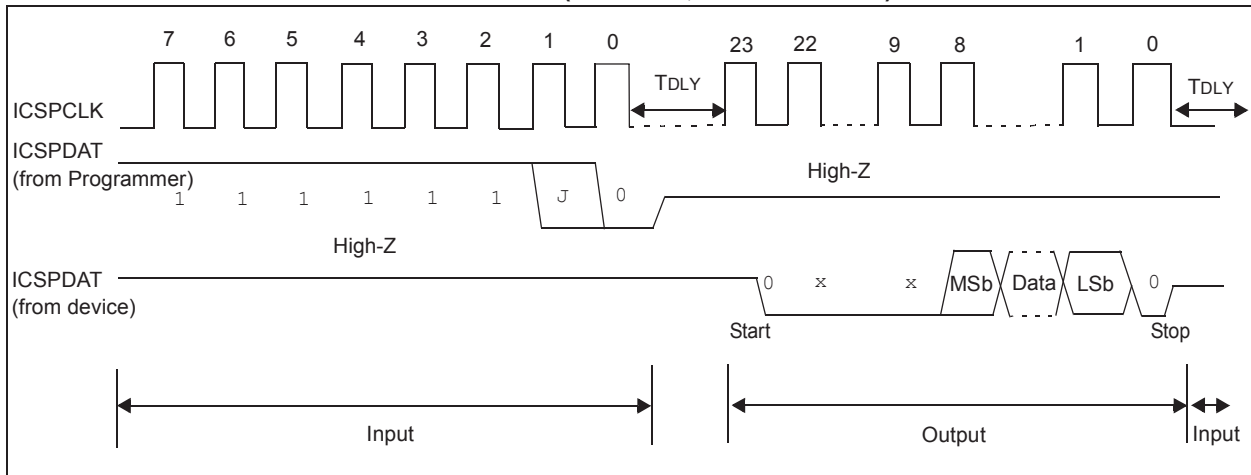 7 6 5 4 3 2 1 0 23 22 9 8 1 0
TDLY TDLY
ICSPCLK
ICSPDAT
(from Programmer)
High-Z
1 1 1 1 1 1 J 0
High-Z
ICSPDAT
(from device)
0 x x MSb Data LSb 0
Start Stop
Input Output Input